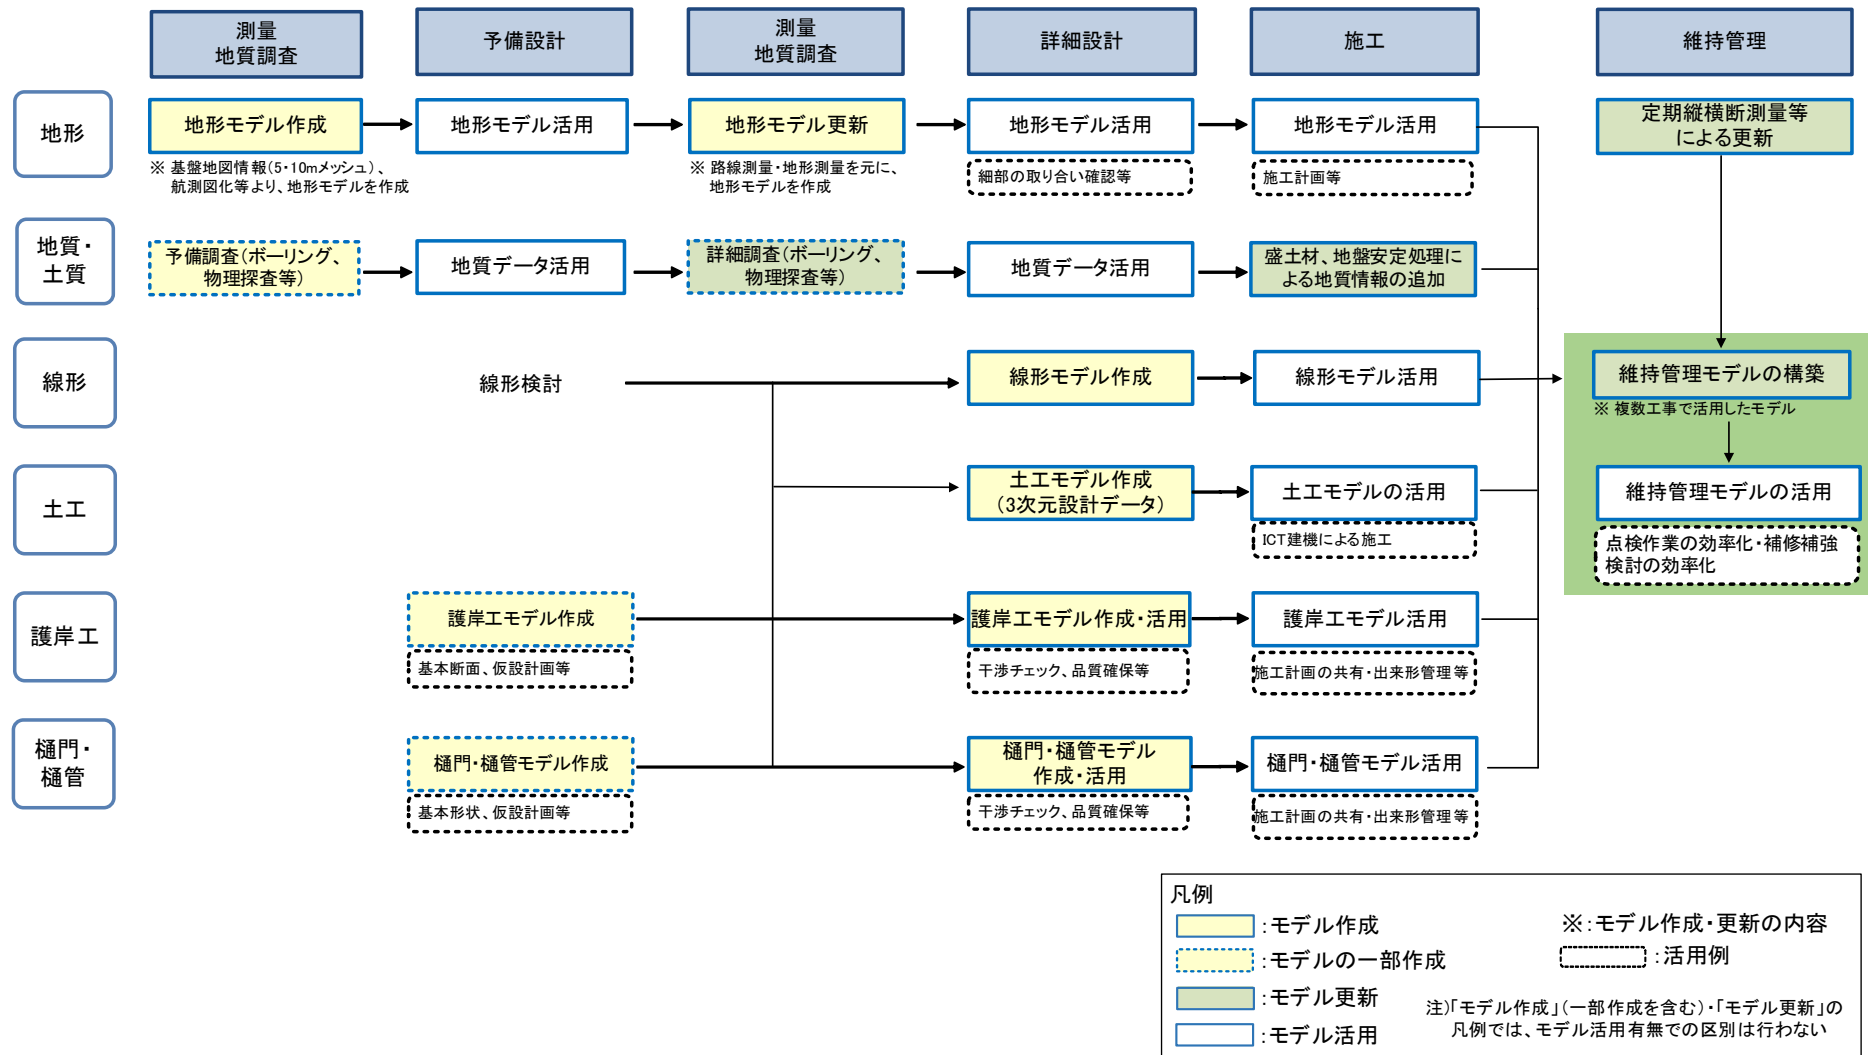 測量
地質調査
予備設計
測量
地質調査
詳細設計
施工
維持管理
地形
地形モデル作成
※ 基盤地図情報(5・10mメッシュ)、
航測図化等より、地形モデルを作成
地形モデル活用
地形モデル更新
※ 路線測量・地形測量を元に、
地形モデルを作成
地形モデル活用
細部の取り合い確認等
地形モデル活用
施工計画等
定期縦横断測量等
による更新
地質・
土質
予備調査(ボーリング、
物理探査等)
地質データ活用
詳細調査(ボーリング、
物理探査等)
地質データ活用
盛土材、地盤安定処理に
よる地質情報の追加
線形
線形検討
線形モデル作成
線形モデル活用
維持管理モデルの構築
※ 複数工事で活用したモデル
土工
土工モデル作成
(3次元設計データ)
土工モデルの活用
ICT建機による施工
維持管理モデルの活用
点検作業の効率化・補修補強
検討の効率化
護岸工
護岸工モデル作成
基本断面、仮設計画等
護岸工モデル作成・活用
干渉チェック、品質確保等
護岸工モデル活用
施工計画の共有・出来形管理等
樋門・
樋管
樋門・樋管モデル作成
基本形状、仮設計画等
樋門・樋管モデル
作成・活用
干渉チェック、品質確保等
樋門・樋管モデル活用
施工計画の共有・出来形管理等
凡例
:モデル作成
:モデルの一部作成
:モデル更新
:モデル活用
※:モデル作成・更新の内容
:活用例
注)「モデル作成」(一部作成を含む)・「モデル更新」の
凡例では、モデル活用有無での区別は行わない